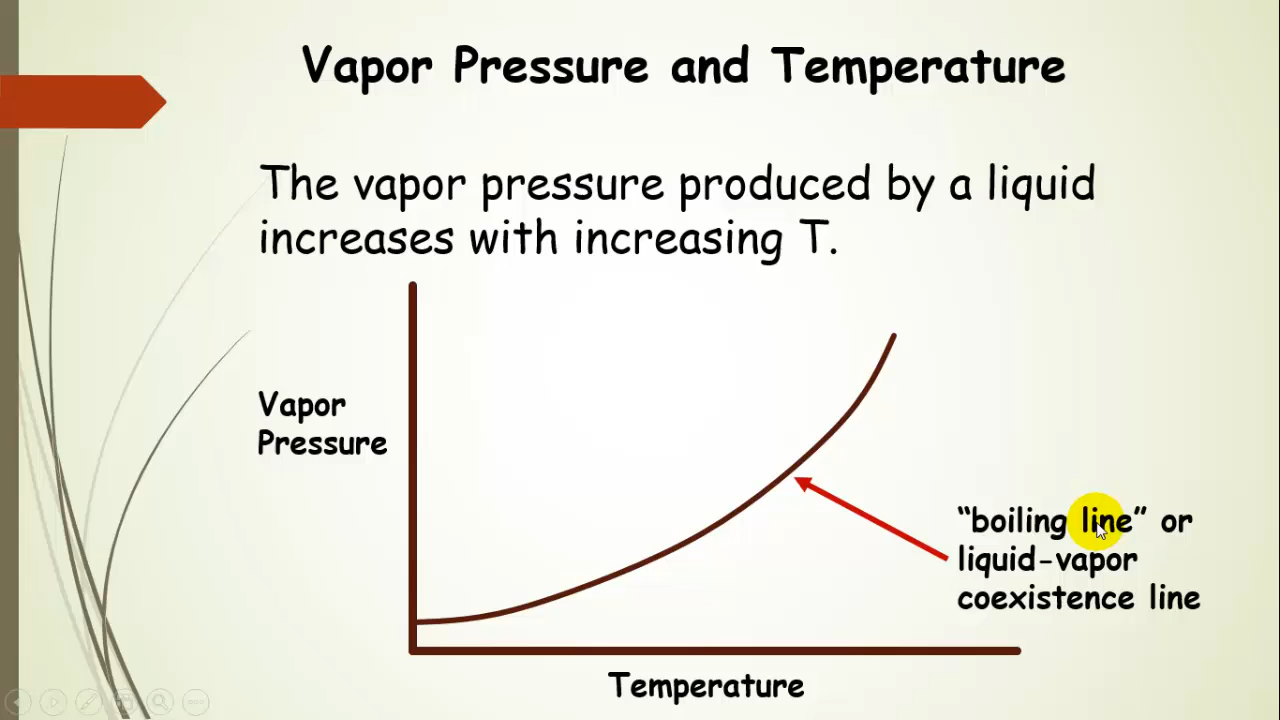 Vapor Pressure and Temperature
The vapor pressure produced by a liquid
increases with increasing T.
Vapor
Pressure
“boiling line” or
liquid-vapor
coexistence line
Temperature